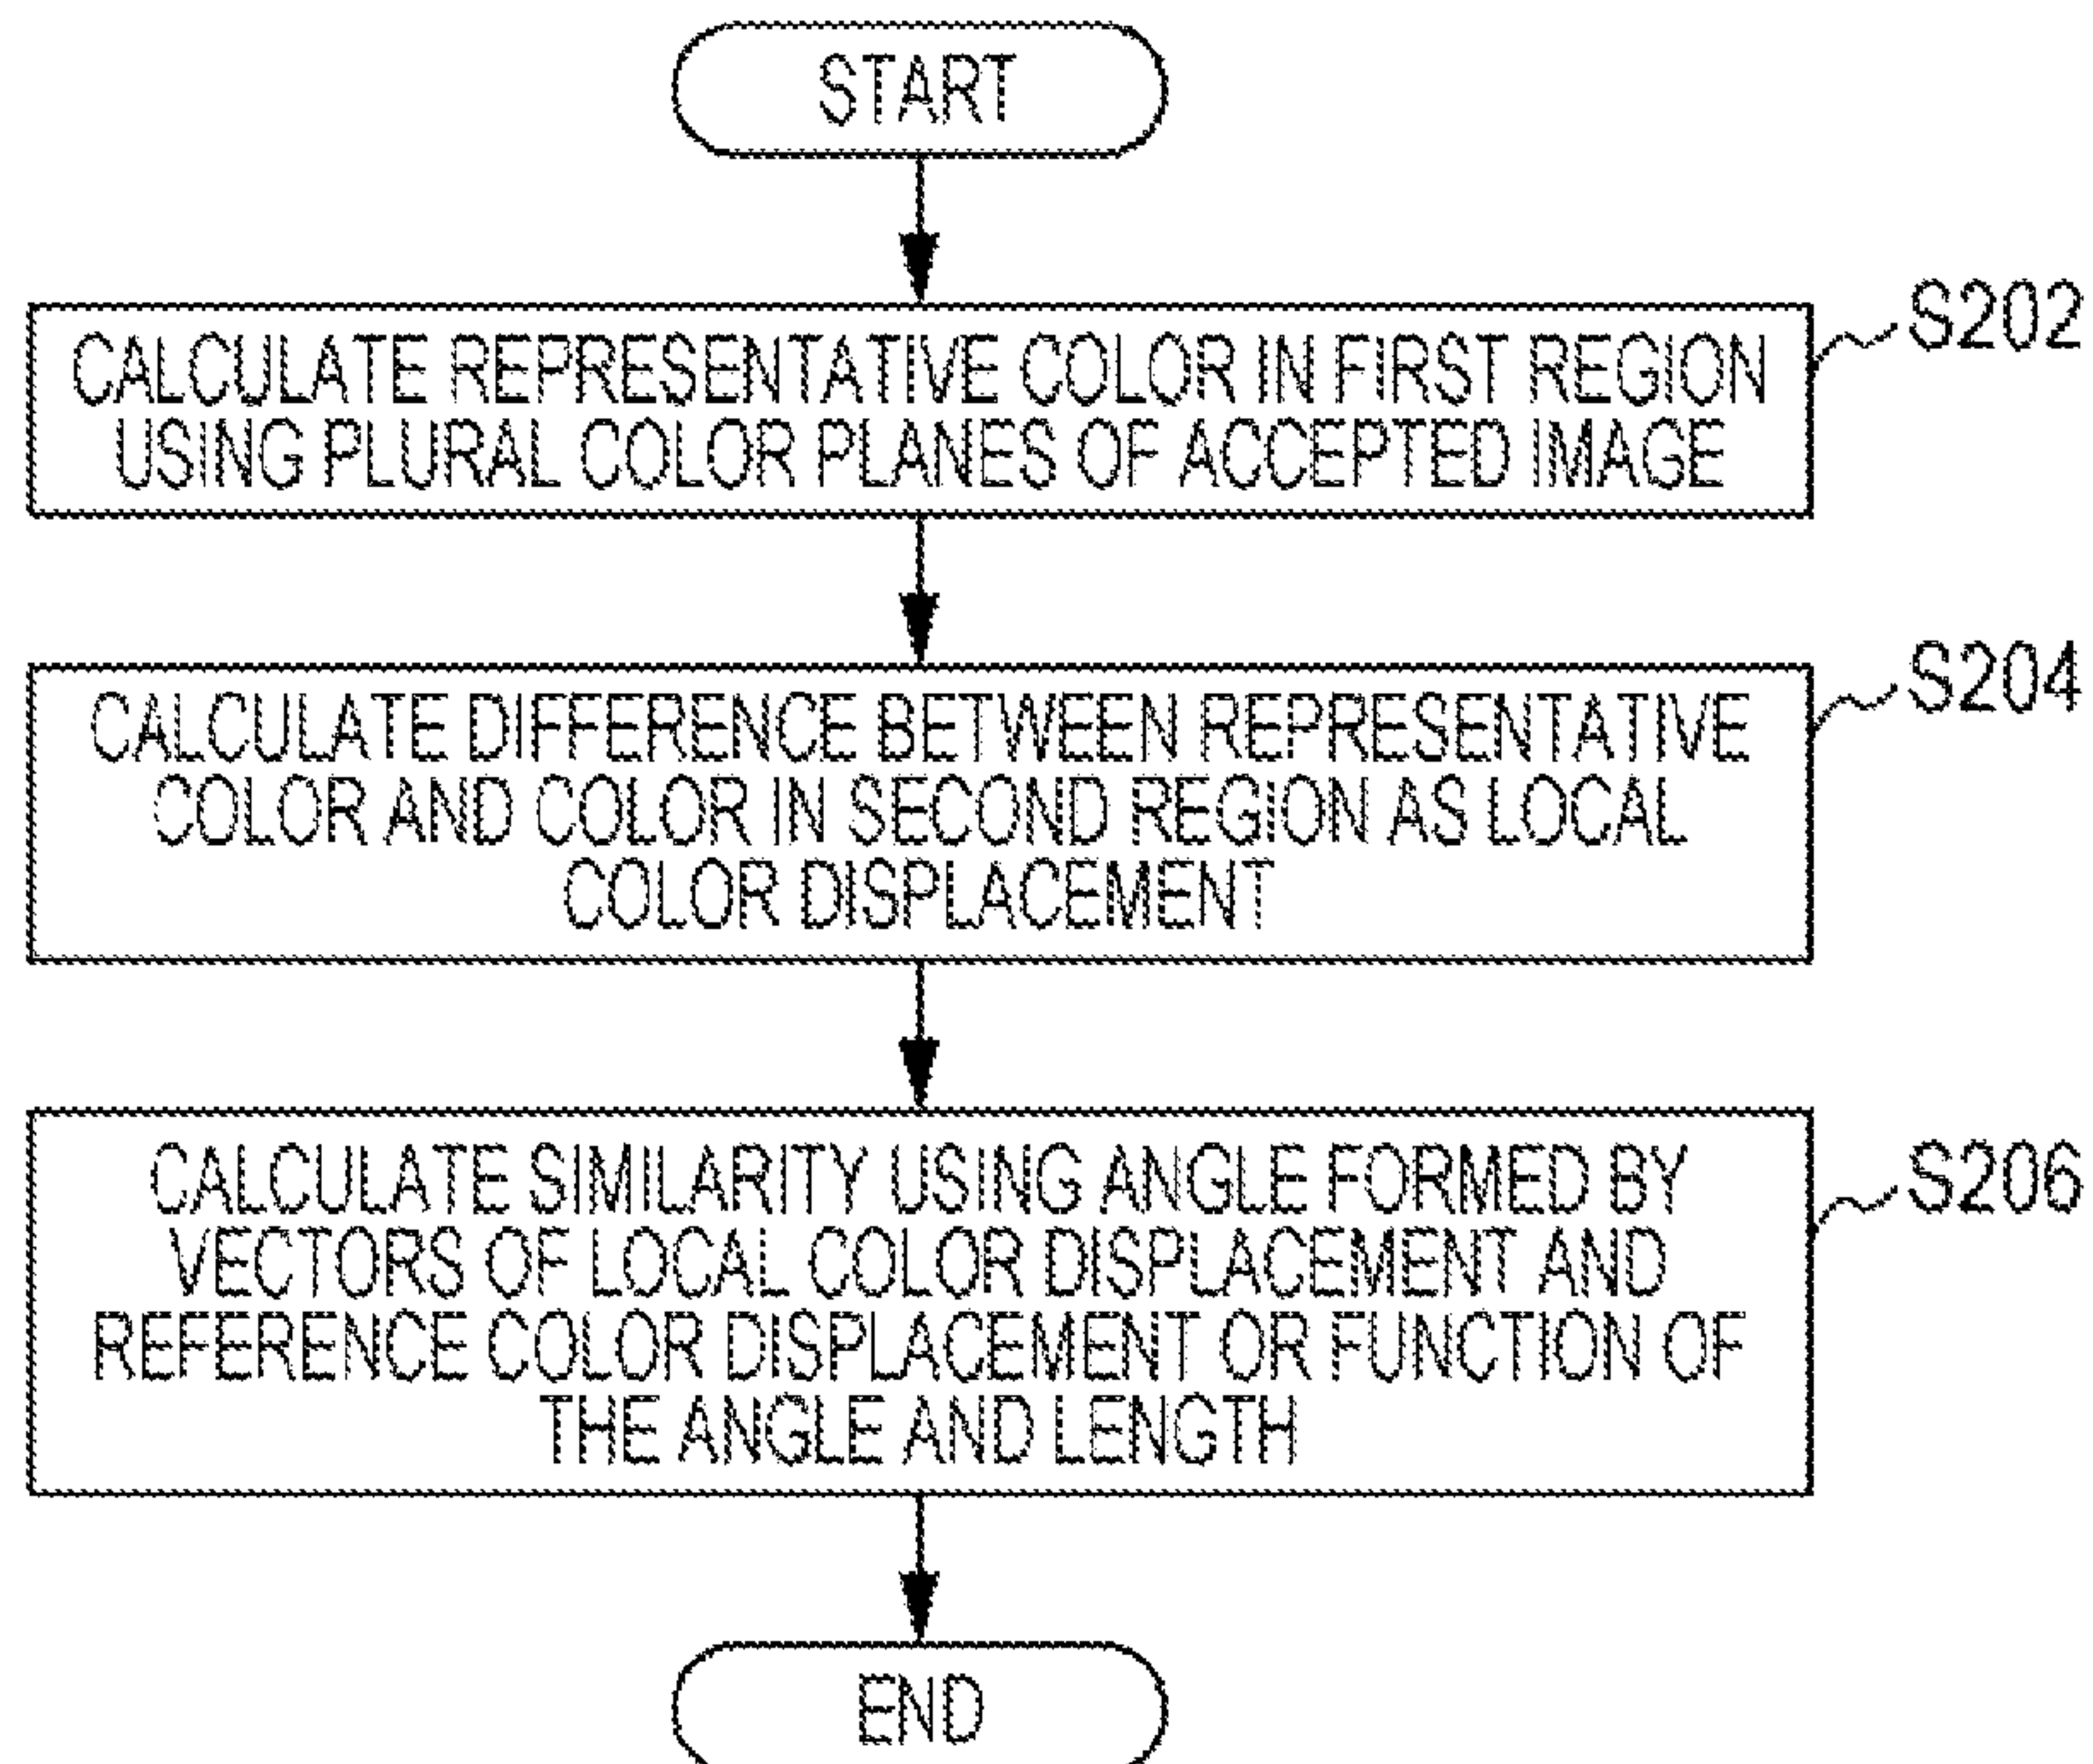 START
S202
CALCULATE REPRESENTATIVE COLOR IN FIRST REGION
USING PLURAL COLOR PLANES OF ACCEPTED IMAGE
S204
CALCULATE DIFFERENCE BETWEEN REPRESENTATIVE
COLOR AND COLOR IN SECOND REGION AS LOCAL
COLOR DISPLACEMENT
S206
CALCULATE SIMILARITY USING ANGLE FORMED BY
VECTORS OF LOCAL COLOR DISPLACEMENT AND
REFERENCE COLOR DISPLACEMENT OR FUNCTION OF
THE ANGLE AND LENGTH
END